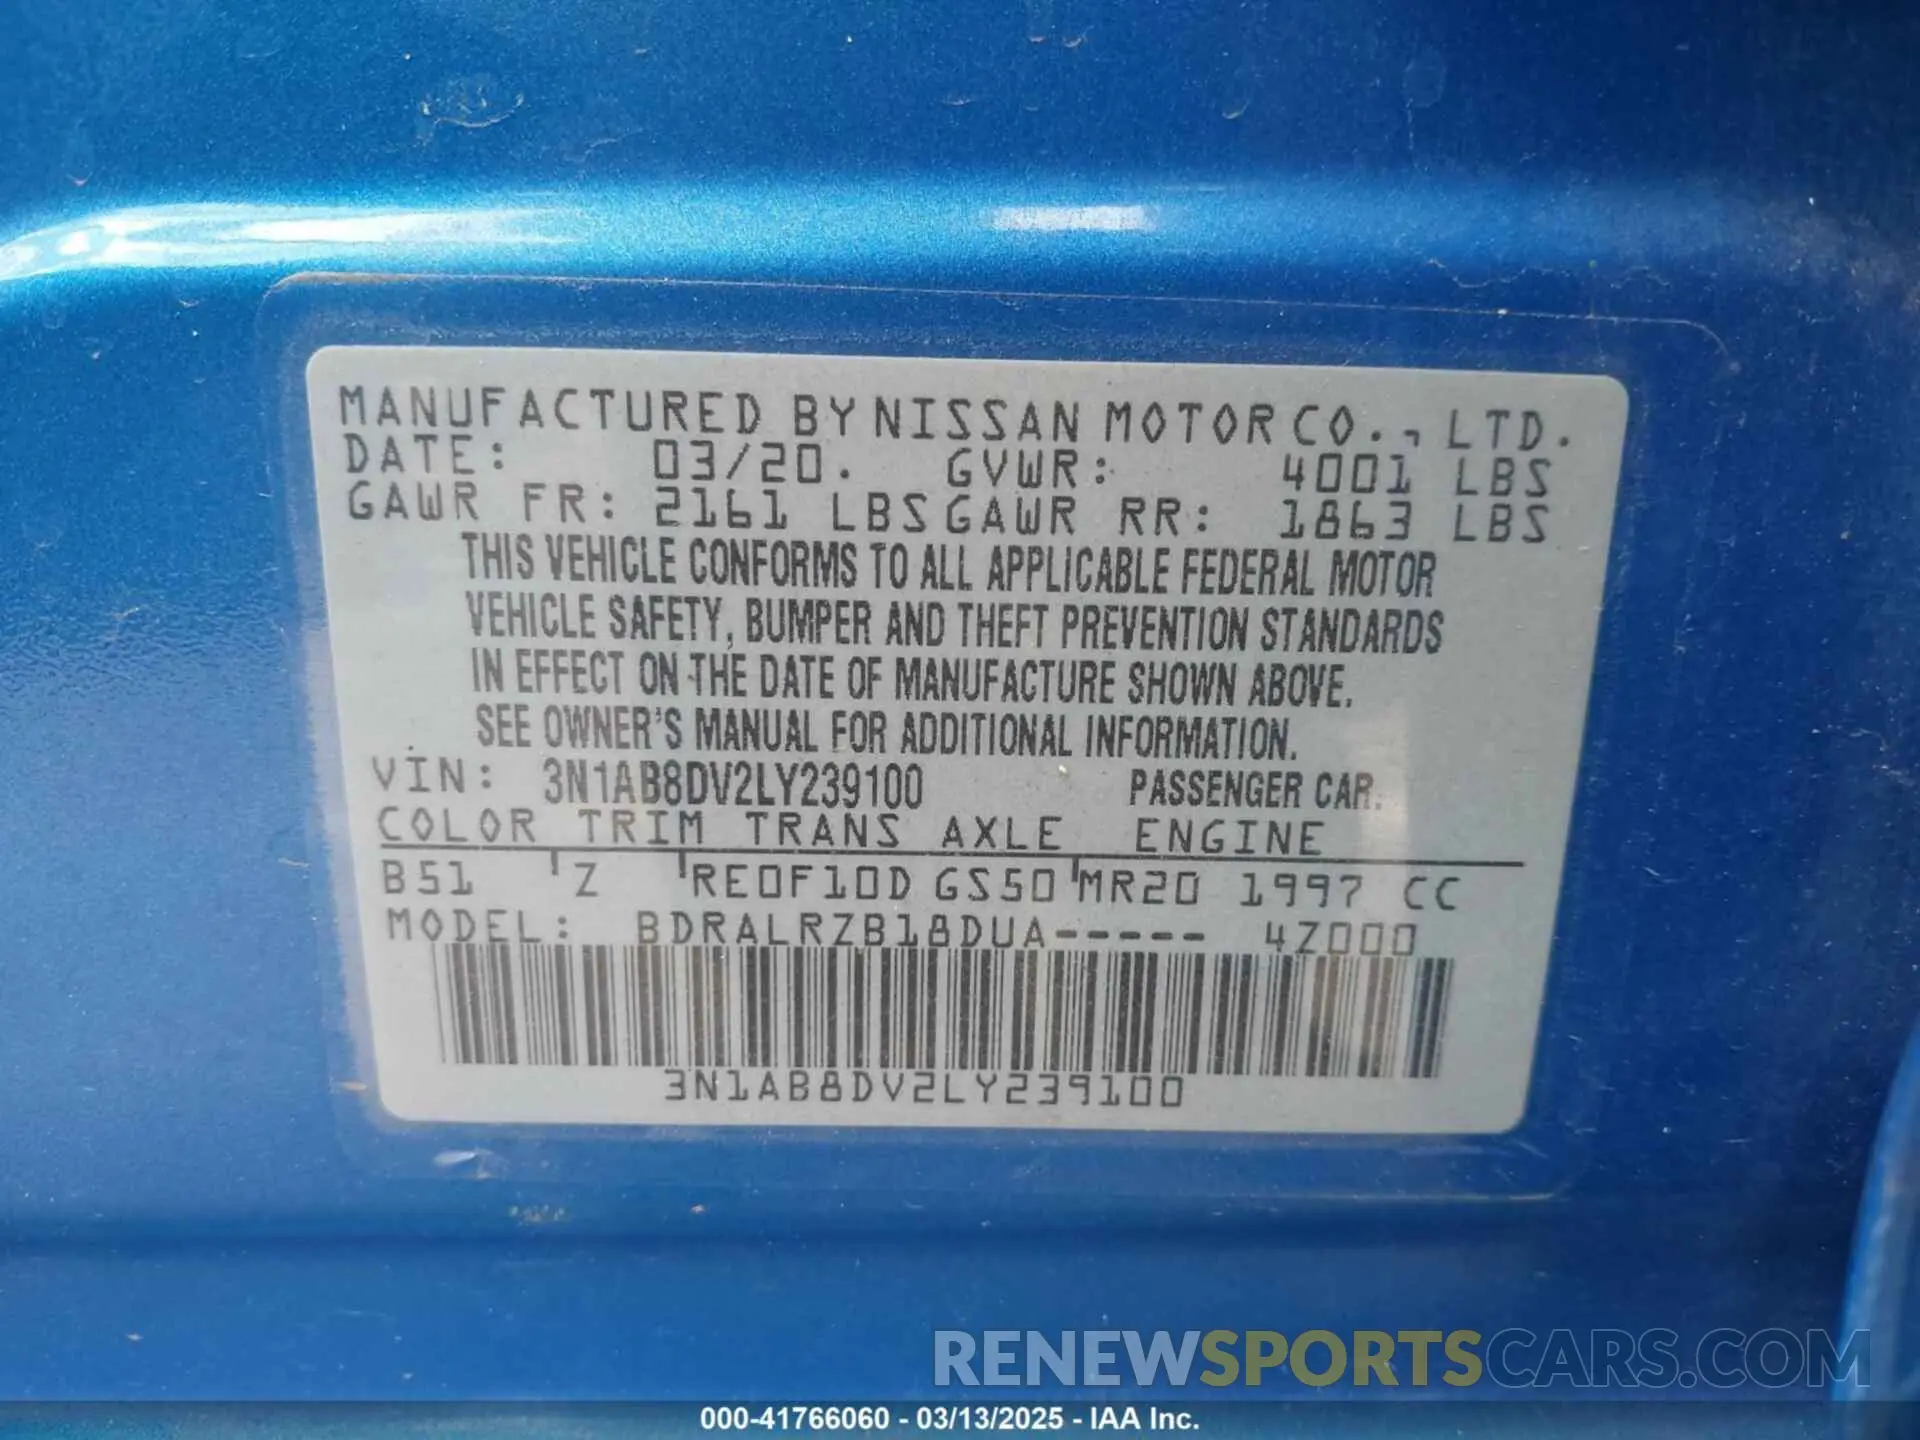 MANUFACTURED BY NISSAN MOTOR CO., LTD.
DATE: 03/20. GVWR: 4001 LBS
GAWR FR: 2161 LBS GAWR RR: 1863 LBS
THIS VEHICLE CONFORMS TO ALL APPLICABLE FEDERAL MOTOR
VEHICLE SAFETY, BUMPER AND THEFT PREVENTION STANDARDS
IN EFFECT ON THE DATE OF MANUFACTURE SHOWN ABOVE.
SEE OWNER'S MANUAL FOR ADDITIONAL INFORMATION.
VIN: 3N1AB8DV2LY239100 PASSENGER CAR.
COLOR TRIM TRANS AXLE ENGINE
B51 Z RE0F10D GS50 MR20 1997 CC
MODEL: BDRALRZB18DUA----- 4Z000
3N1AB8DV2LY239100
RENEWSPORTSCARS.COM
000-41766060 - 03/13/2025 - IAA Inc.